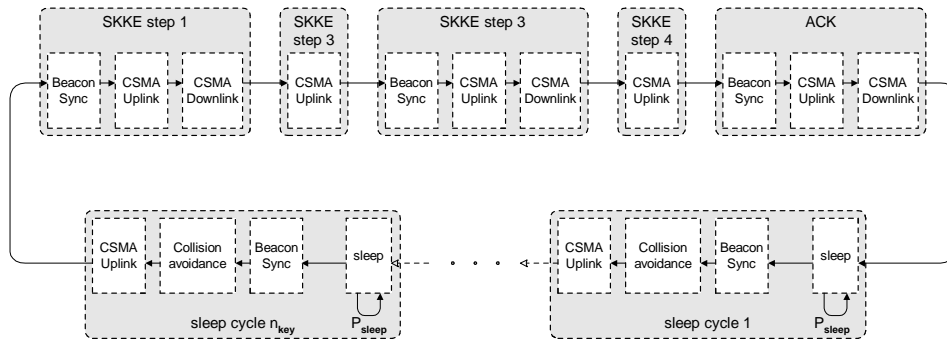 SKKE step 1
Beacon
Sync
CSMA
Uplink
CSMA
Downlink
SKKE
step 3
CSMA
Uplink
SKKE step 3
Beacon
Sync
CSMA
Uplink
CSMA
Downlink
SKKE
step 4
CSMA
Uplink
ACK
Beacon
Sync
CSMA
Uplink
CSMA
Downlink
CSMA
Uplink
Collision
avoidance
Beacon
Sync
sleep
P_sleep
sleep cycle n_key
. . .
CSMA
Uplink
Collision
avoidance
Beacon
Sync
sleep
P_sleep
sleep cycle 1